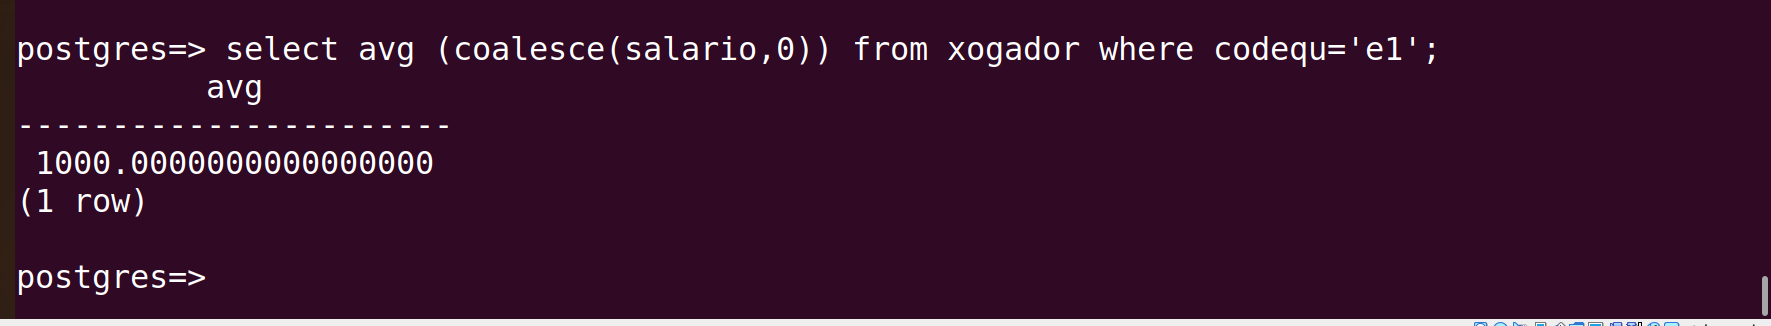 postgres=> select avg (coalesce(salario,0)) from xogador where codequ='e1';
avg
-----------------------
1000.0000000000000000
(1 row)
postgres=>